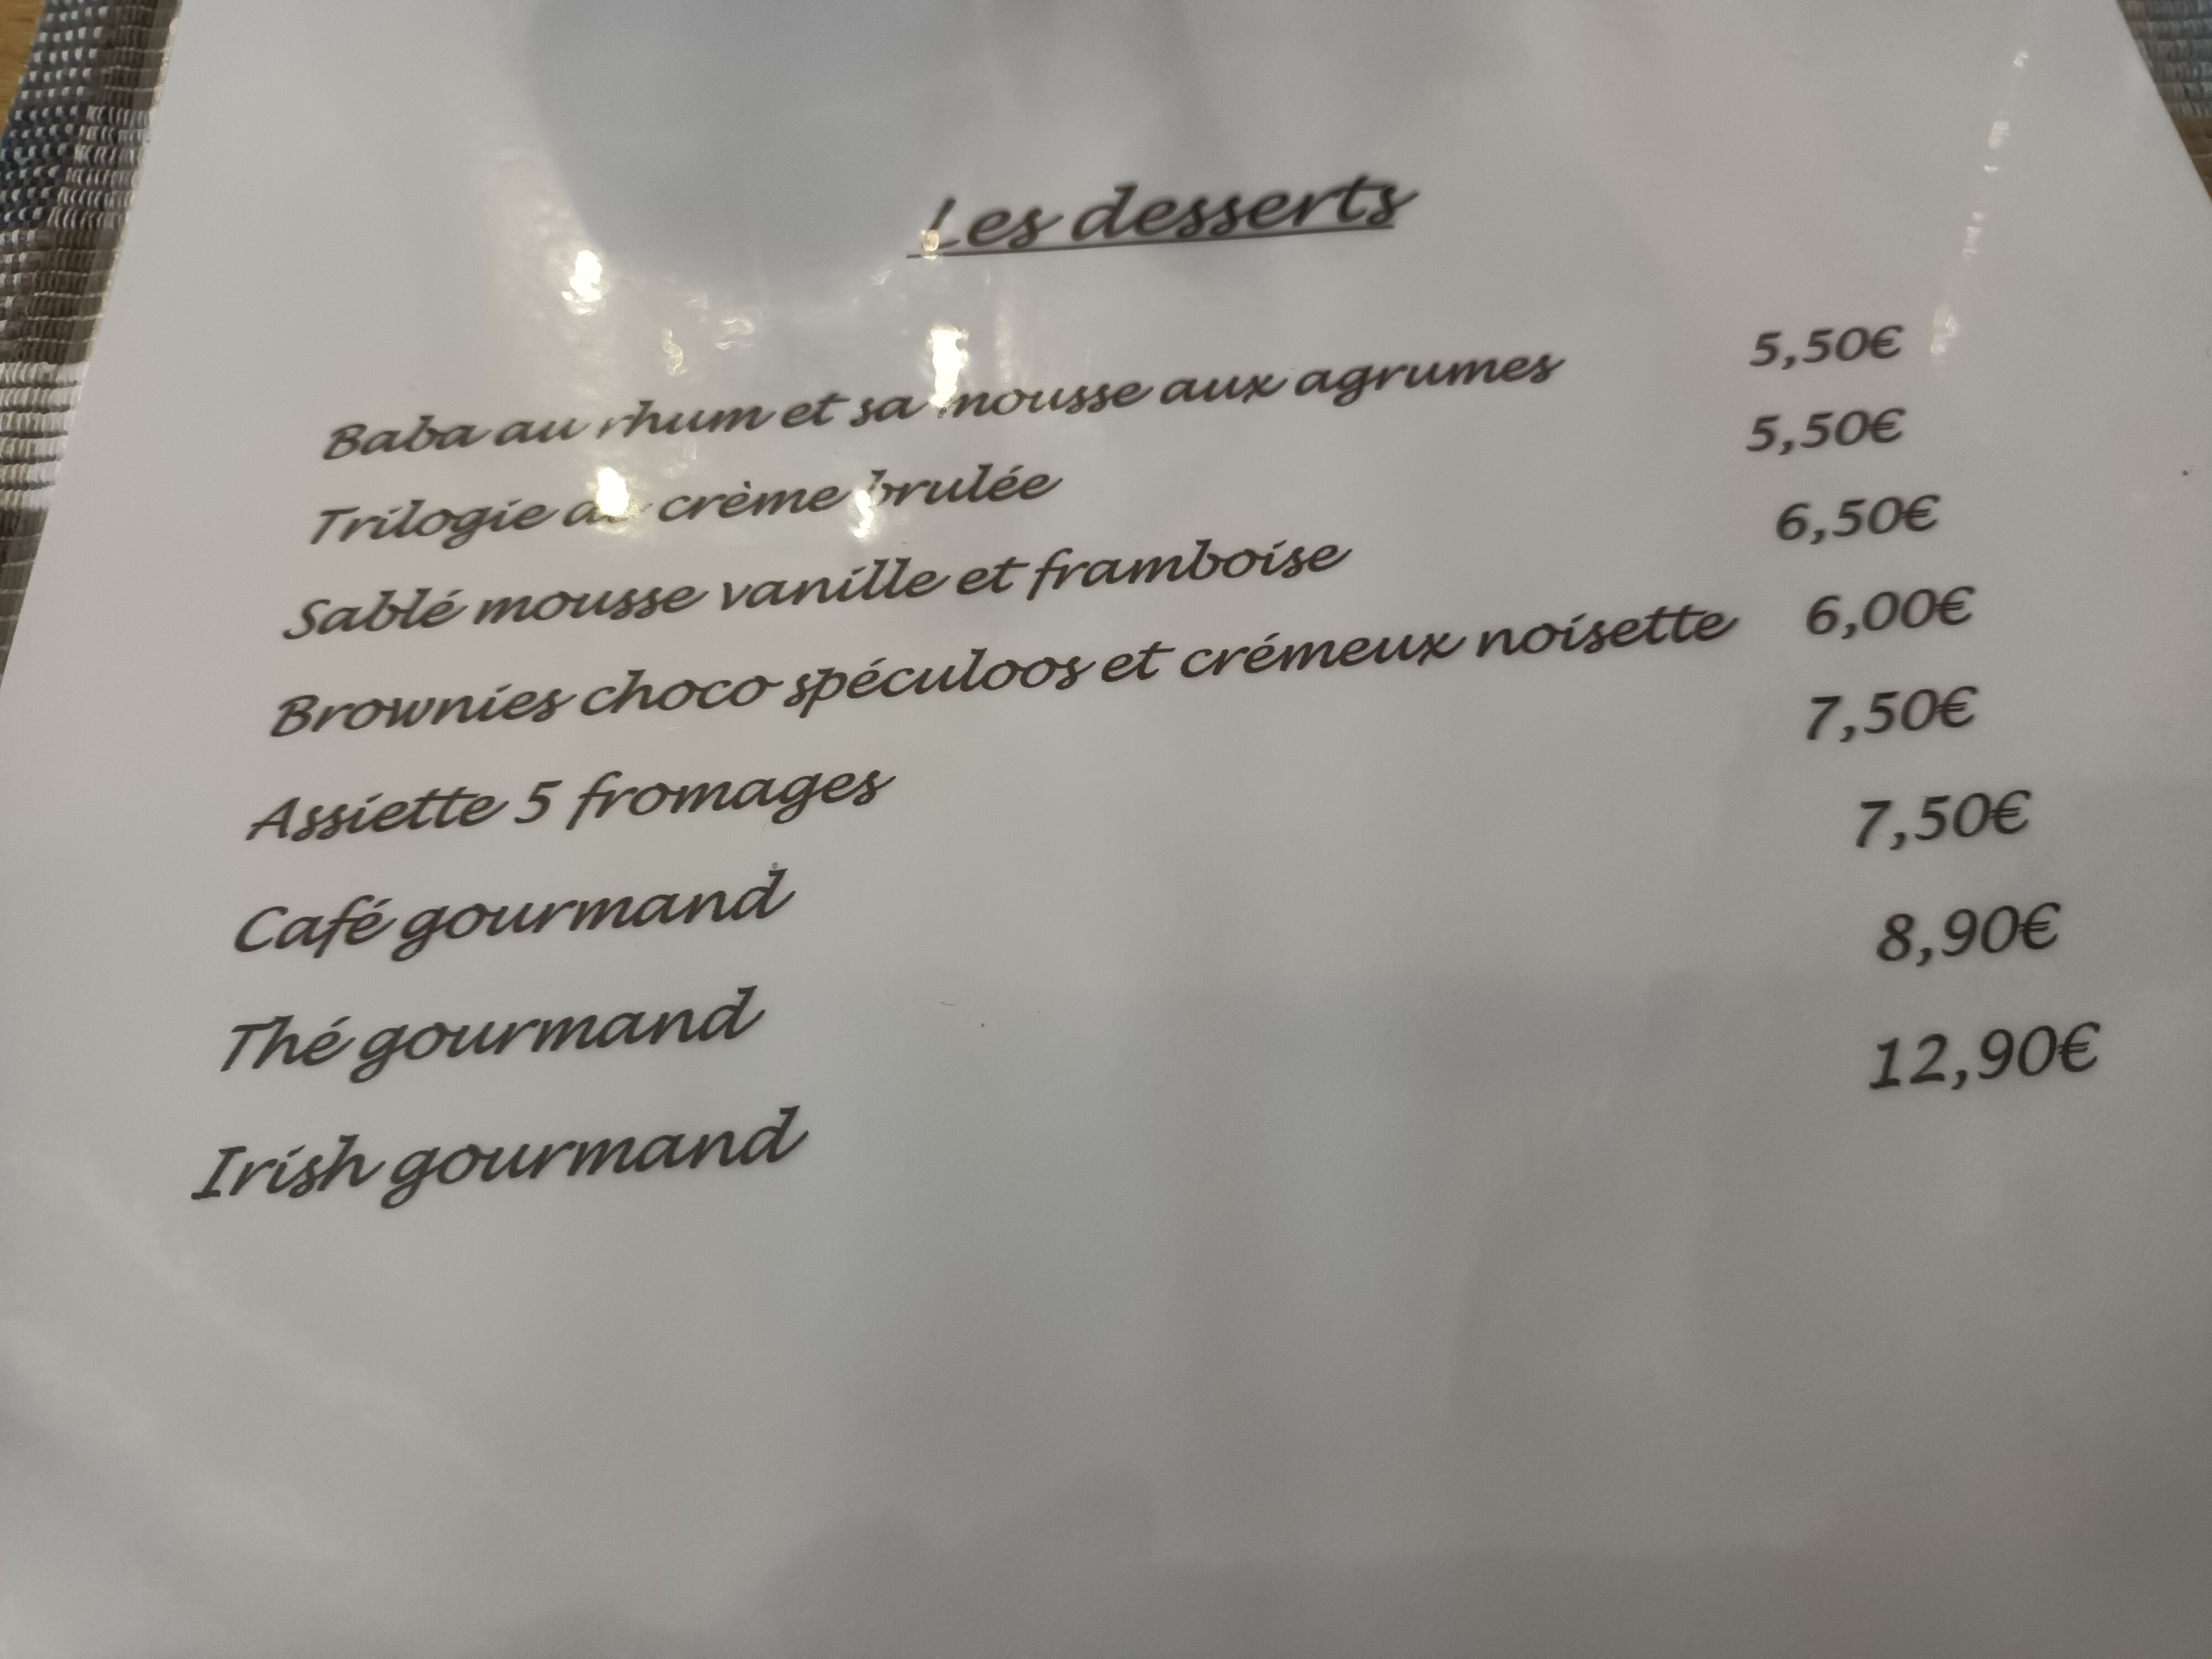 Les desserts
Baba au rhum et sa mousse aux agrumes 5,50€
Trilogie de crème brulée 5,50€
Sablé mousse vanille et framboise 6,50€
Brownies choco spéculoos et crémeux noisette 6,00€
Assiette 5 fromages 7,50€
Café gourmand 7,50€
Thé gourmand 8,90€
Irish gourmand 12,90€